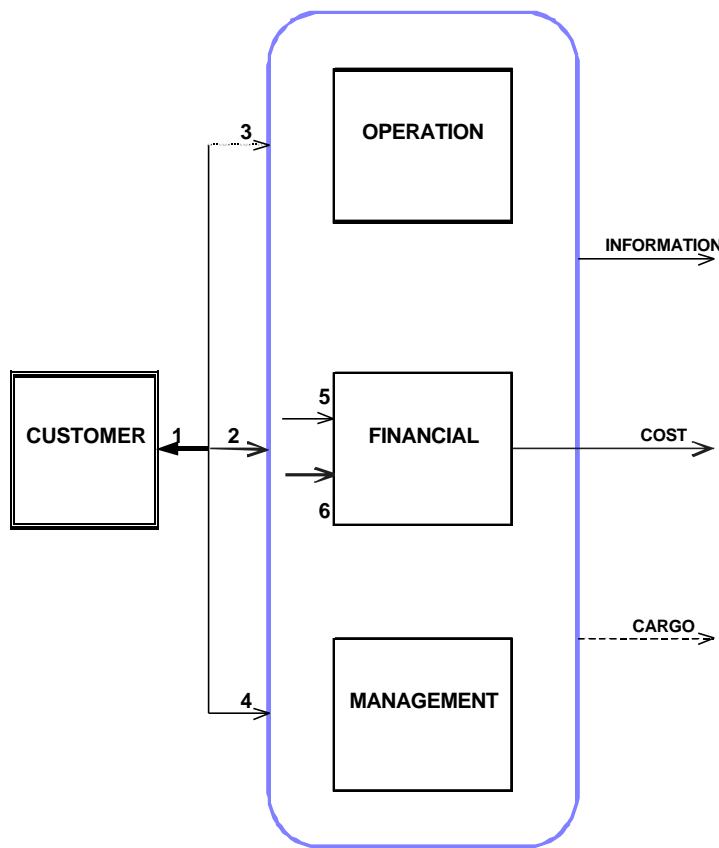 OPERATION
3
INFORMATION
5
CUSTOMER
1
2
FINANCIAL
COST
6
CARGO
4
MANAGEMENT